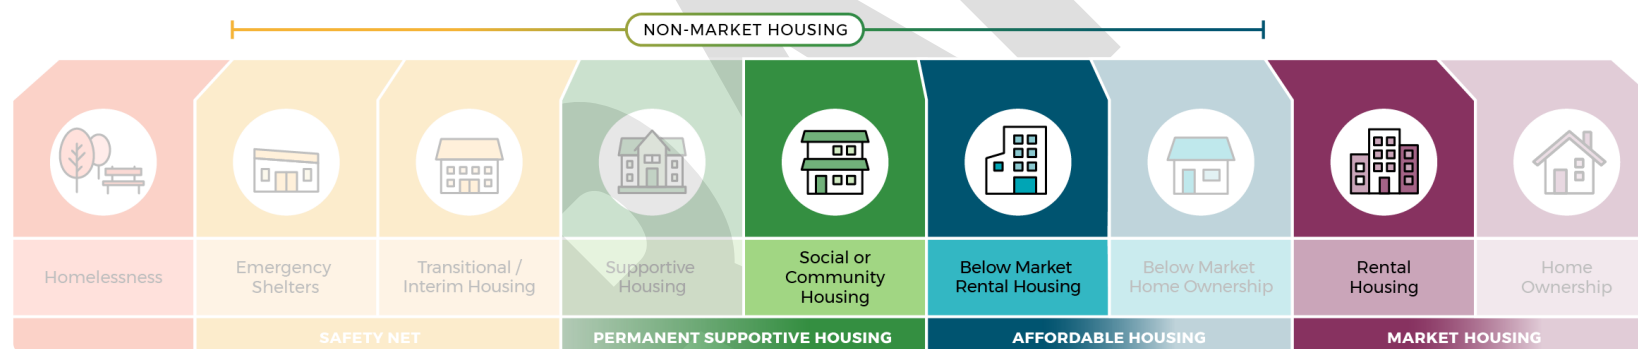 NON-MARKET HOUSING
Homelessness
Emergency
Shelters
Transitional /
Interim Housing
Supportive
Housing
Social or
Community
Housing
Below Market
Rental Housing
Below Market
Home Ownership
Rental
Housing
Home
Ownership
SAFETY NET
PERMANENT SUPPORTIVE HOUSING
AFFORDABLE HOUSING
MARKET HOUSING